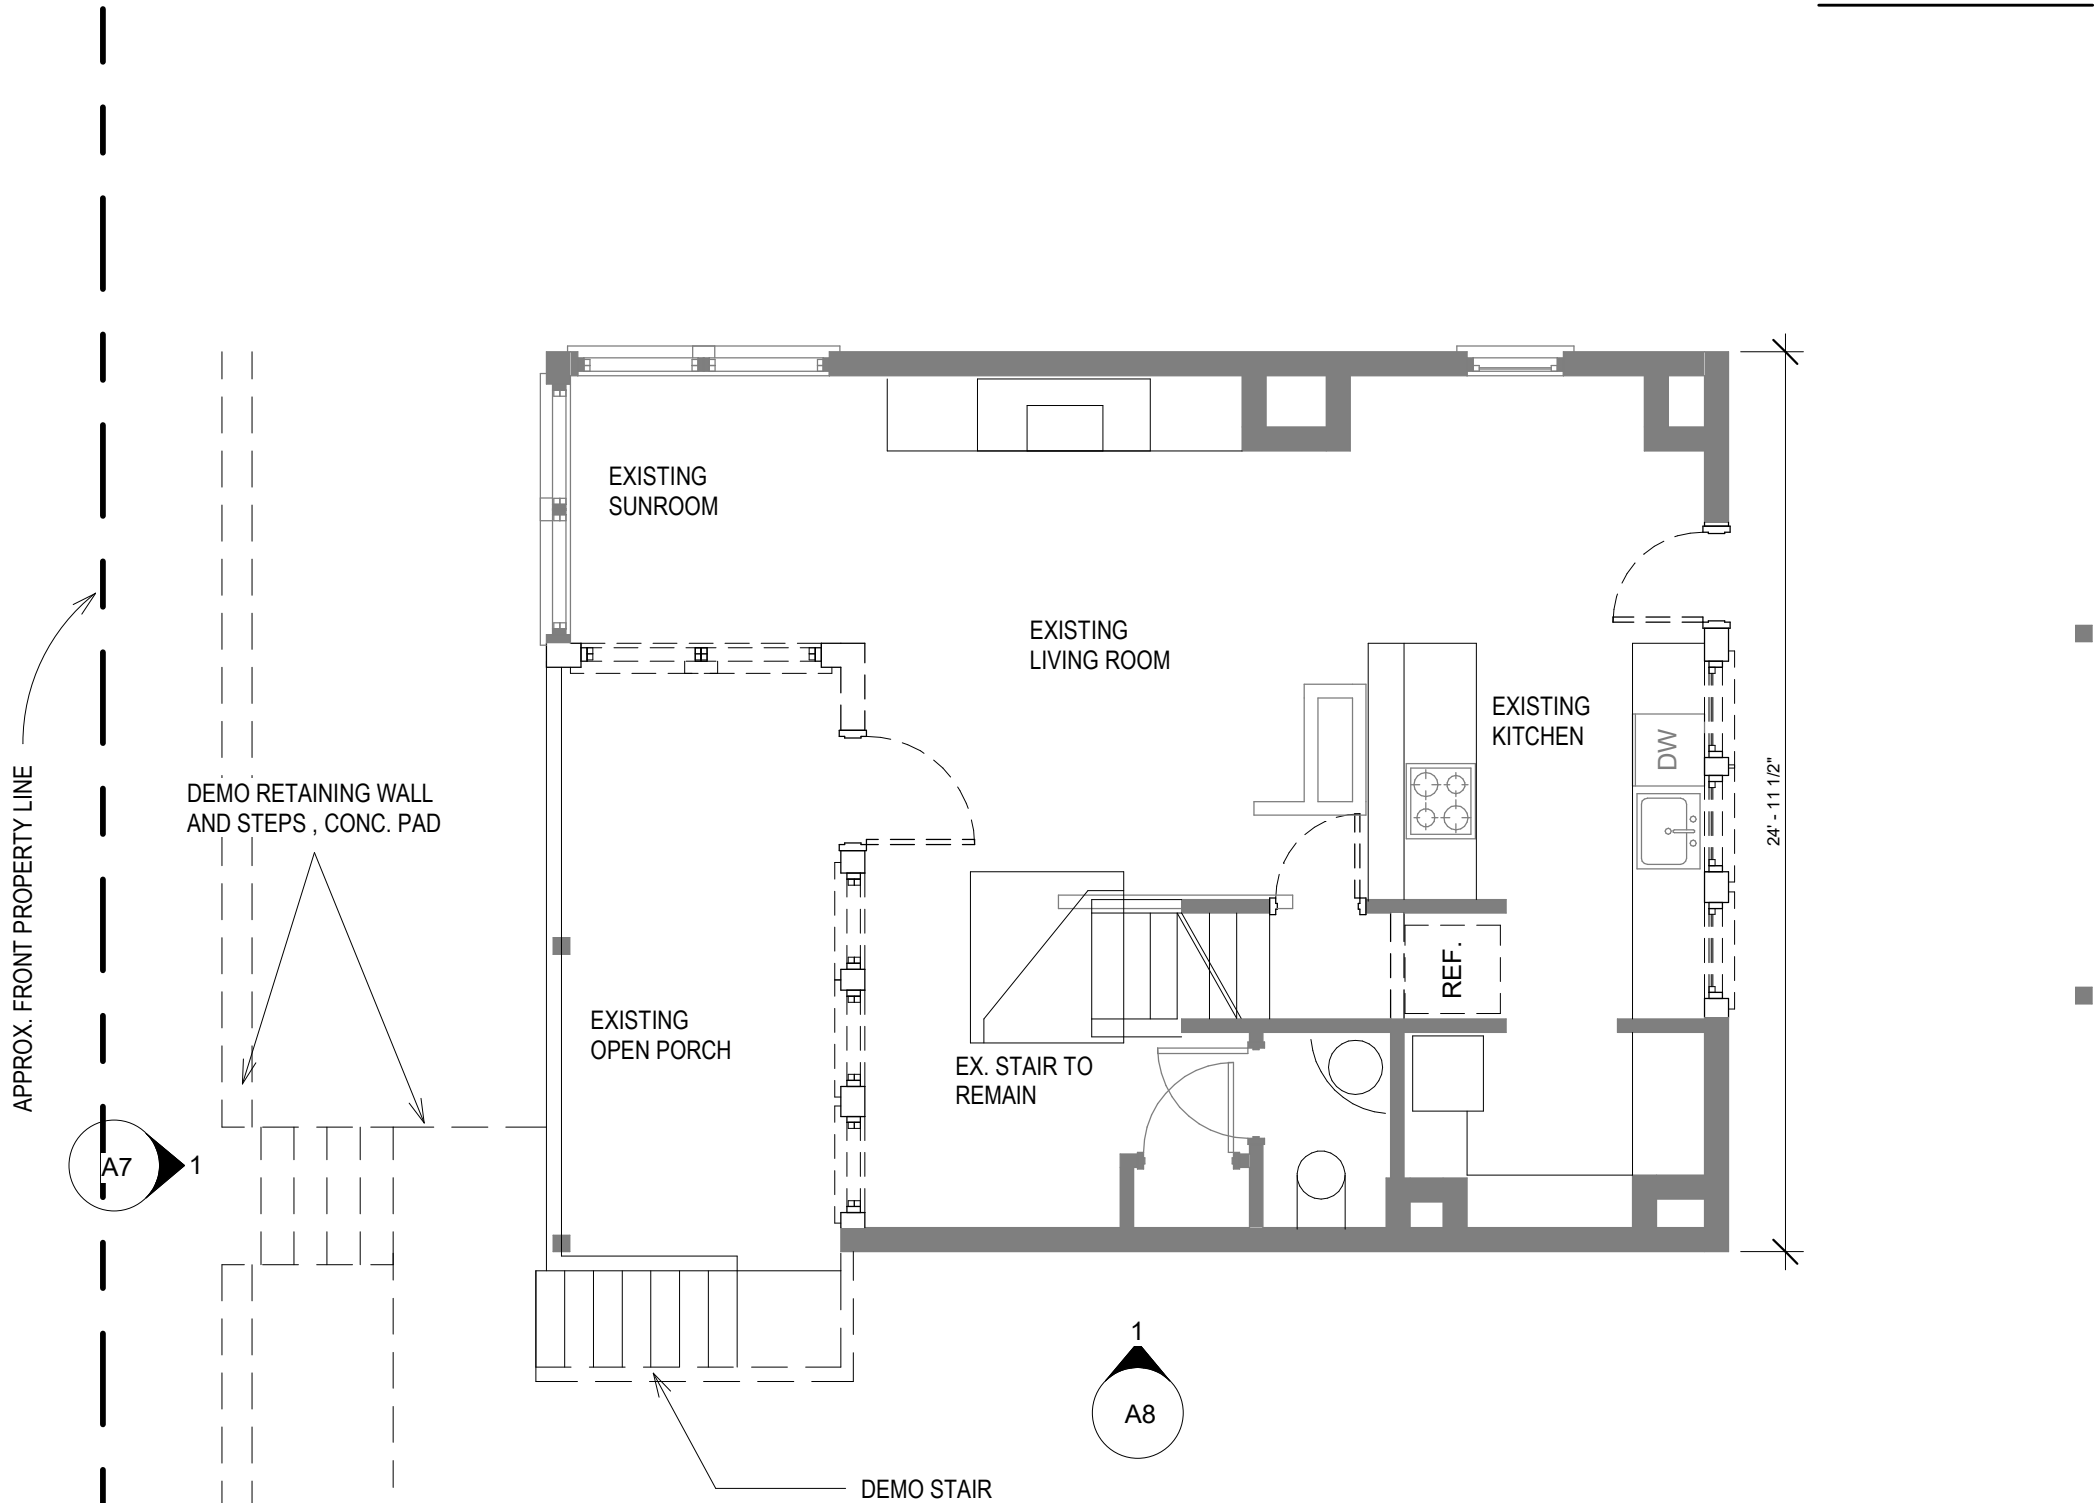 EXISTING
SUNROOM
EXISTING
LIVING ROOM
EXISTING
KITCHEN
DW
24' - 11 1/2"
APPROX. FRONT PROPERTY LINE
DEMO RETAINING WALL
AND STEPS , CONC. PAD
REF.
EXISTING
OPEN PORCH
EX. STAIR TO
REMAIN
A7
1
1
A8
DEMO STAIR